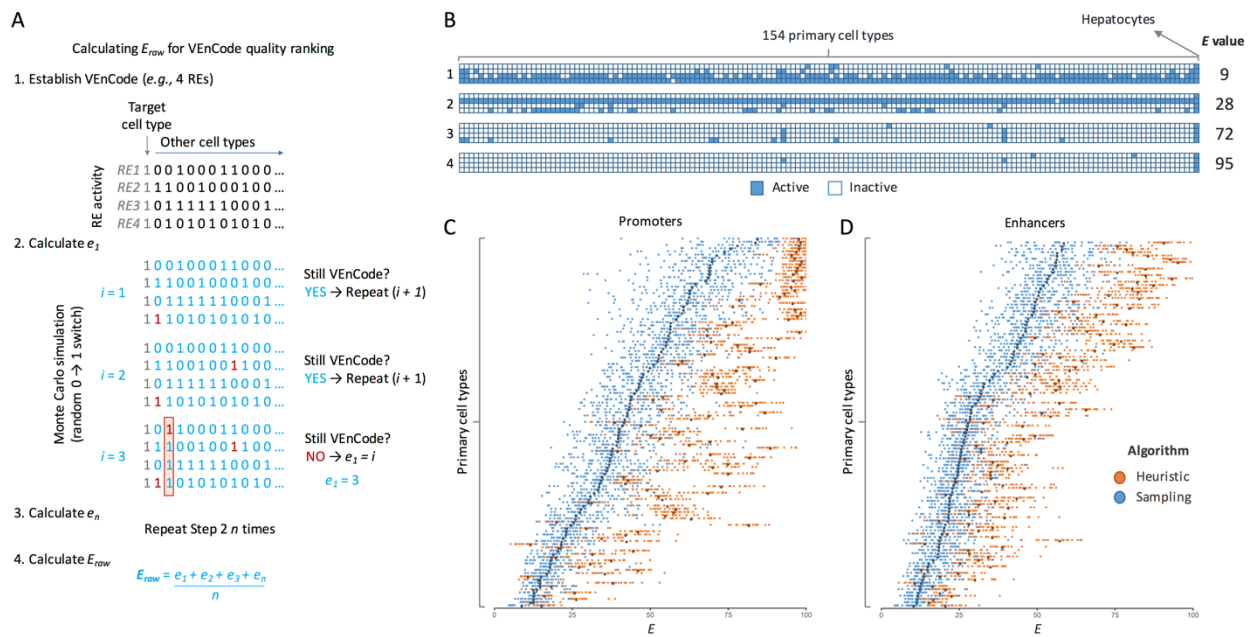 A
Calculating E_raw for VEnCode quality ranking
1. Establish VEnCode (e.g., 4 REs)
Target
cell type
Other cell types
RE activity
RE1 1 0 0 1 0 0 0 1 1 0 0 0 ...
RE2 1 1 1 0 0 1 0 0 0 1 0 0 ...
RE3 1 0 1 1 1 1 1 1 0 0 0 1 ...
RE4 1 0 1 0 1 0 1 0 1 0 1 0 ...
2. Calculate e1
Monte Carlo simulation
(random 0 → 1 switch)
i = 1
1 0 0 1 0 0 0 1 1 0 0 0 ...
1 1 1 0 0 1 0 0 0 1 0 0 ...
1 0 1 1 1 1 1 1 0 0 0 1 ...
1 1 1 0 1 0 1 0 1 0 1 0 ...
Still VEnCode?
YES → Repeat (i + 1)
i = 2
1 0 0 1 0 0 0 1 1 0 0 0 ...
1 1 1 0 0 1 0 0 1 1 0 0 ...
1 0 1 1 1 1 1 1 0 0 0 1 ...
1 1 1 0 1 0 1 0 1 0 1 0 ...
Still VEnCode?
YES → Repeat (i + 1)
i = 3
1 0 1 1 0 0 0 1 1 0 0 0 ...
1 1 1 0 0 1 0 0 1 1 0 0 ...
1 0 1 1 1 1 1 1 0 0 0 1 ...
1 1 1 0 1 0 1 0 1 0 1 0 ...
Still VEnCode?
NO → e1 = i
e1 = 3
3. Calculate en
Repeat Step 2 n times
4. Calculate E_raw
E_raw = e1 + e2 + e3 + en
n
B
154 primary cell types
Hepatocytes
E value
1 9
2 28
3 72
4 95
Active Inactive
C
Promoters
Primary cell types
0 25 50 75 100
E
D
Enhancers
Primary cell types
Algorithm
Heuristic
Sampling
0 25 50 75 100
E